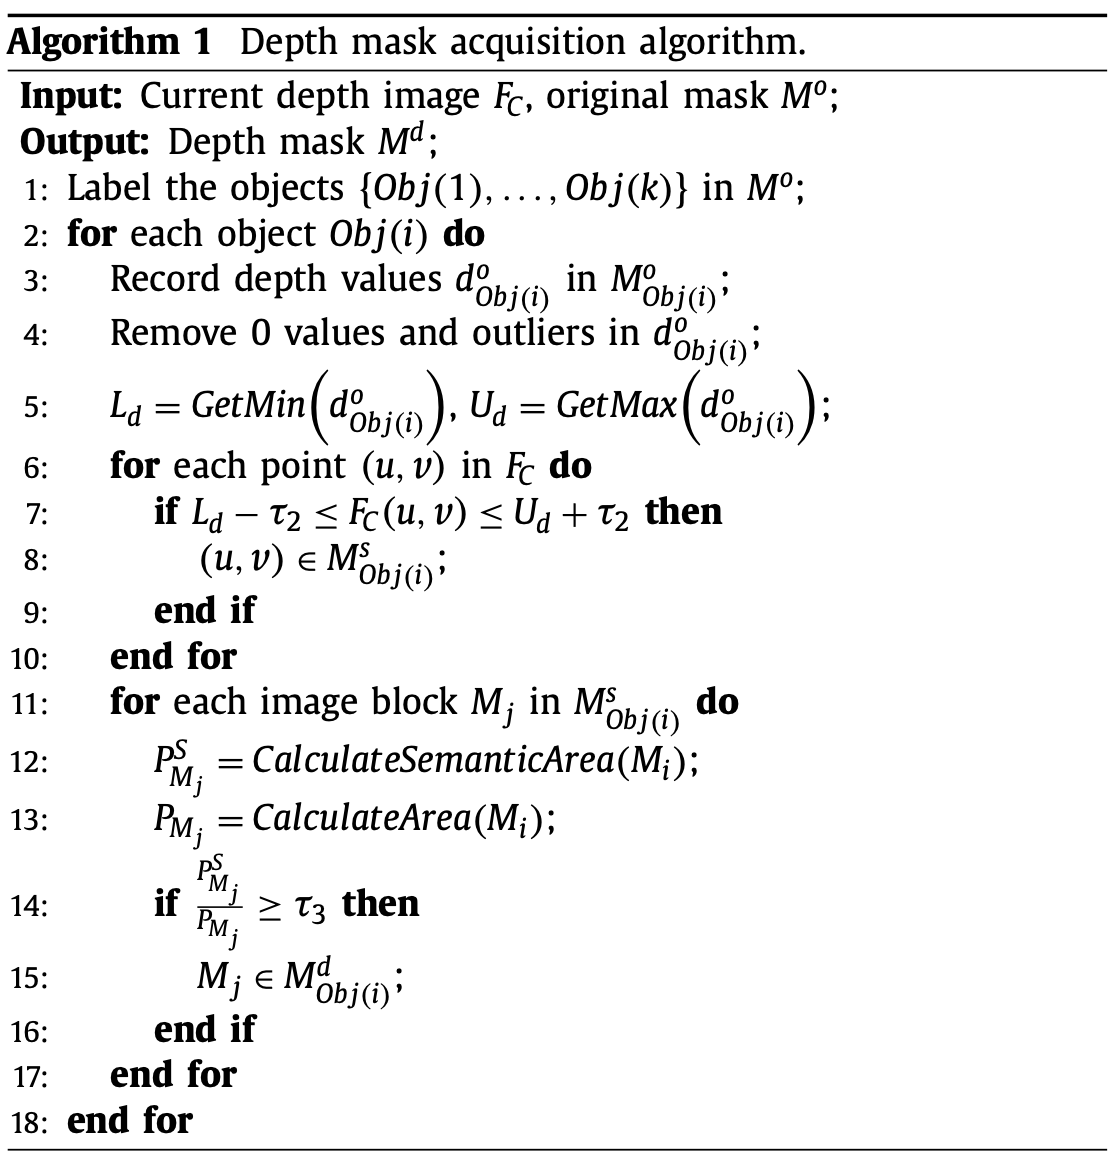 Algorithm 1 Depth mask acquisition algorithm.
Input: Current depth image $F_C$, original mask $M^o$;
Output: Depth mask $M^d$;
1: Label the objects $\{Obj(1), \ldots, Obj(k)\}$ in $M^o$;
2: for each object $Obj(i)$ do
3: Record depth values $d^o_{Obj(i)}$ in $M^o_{Obj(i)}$;
4: Remove 0 values and outliers in $d^o_{Obj(i)}$;
5: $L_d = GetMin\left(d^o_{Obj(i)}\right)$, $U_d = GetMax\left(d^o_{Obj(i)}\right)$;
6: for each point $(u, v)$ in $F_C$ do
7: if $L_d - \tau_2 \leq F_C(u, v) \leq U_d + \tau_2$ then
8: $(u, v) \in M^s_{Obj(i)}$;
9: end if
10: end for
11: for each image block $M_j$ in $M^s_{Obj(i)}$ do
12: $P^S_{M_j} = CalculateSemanticArea(M_i)$;
13: $P_{M_j} = CalculateArea(M_i)$;
14: if $\frac{P^S_{M_j}}{P_{M_j}} \geq \tau_3$ then
15: $M_j \in M^d_{Obj(i)}$;
16: end if
17: end for
18: end for